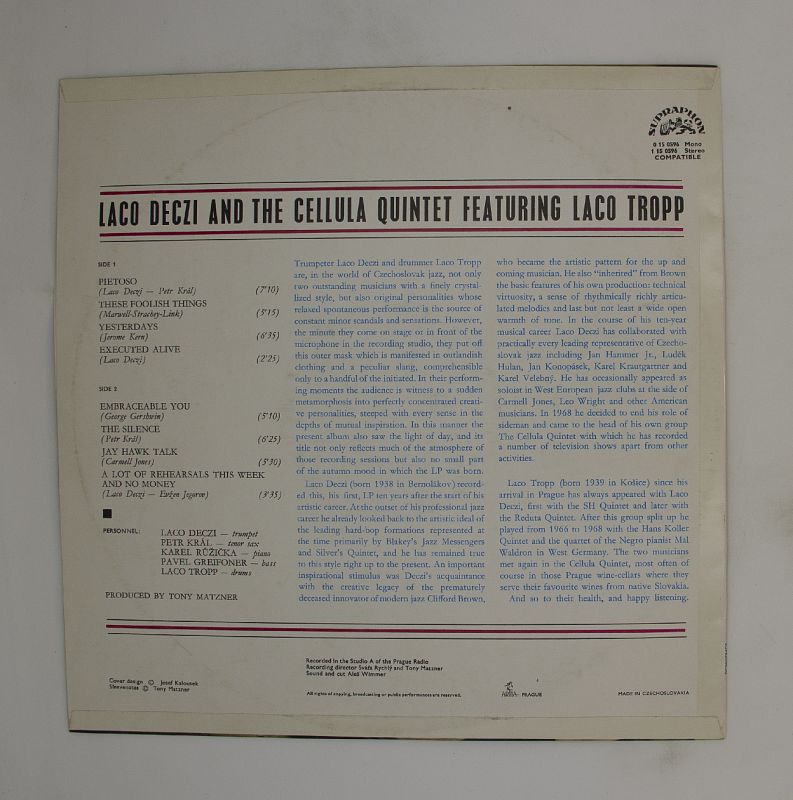 SUPRAPHON
0 15 0596 Mono
1 15 0596 Stereo
COMPATIBLE
LACO DECZI AND THE CELLULA QUINTET FEATURING LACO TROPP
SIDE 1
PIETOSO
(Laco Deczi — Petr Král) (7'10)
THESE FOOLISH THINGS
(Marwell-Strachey-Link) (5'15)
YESTERDAYS
(Jerome Kern) (6'35)
EXECUTED ALIVE
(Laco Deczi) (2'25)
SIDE 2
EMBRACEABLE YOU
(George Gershwin) (5'10)
THE SILENCE
(Petr Král) (6'25)
JAY HAWK TALK
(Carmell Jones) (5'30)
A LOT OF REHEARSALS THIS WEEK
AND NO MONEY
(Laco Deczi — Evžen Jegorov) (3'35)
PERSONNEL: LACO DECZI — trumpet
PETR KRÁL — tenor sax
KAREL RŮŽIČKA — piano
PAVEL GREIFONER — bass
LACO TROPP — drums
PRODUCED BY TONY MATZNER
Trumpeter Laco Deczi and drummer Laco Tropp
are, in the world of Czechoslovak jazz, not only
two outstanding musicians with a finely crystal-
lized style, but also original personalities whose
relaxed spontaneous performance is the source of
constant minor scandals and sensations. However,
the minute they come on stage or in front of the
microphone in the recording studio, they put off
this outer mask which is manifested in outlandish
clothing and a peculiar slang, comprehensible
only to a handful of the initiated. In their perform-
ing moments the audience is witness to a sudden
metamorphosis into perfectly concentrated creati-
ve personalities, steeped with every sense in the
depths of mutual inspiration. In this manner the
present album also saw the light of day, and its
title not only reflects much of the atmosphere of
those recording sessions but also no small part
of the autumn mood in which the LP was born.
Laco Deczi (born 1938 in Bernolákov) record-
ed this, his first, LP ten years after the start of his
artistic career. At the outset of his professional jazz
career he already looked back to the artistic ideal of
the leading hard-bop formations represented at
the time primarily by Blakey's Jazz Messengers
and Silver's Quintet, and he has remained true
to this style right up to the present. An important
inspirational stimulus was Deczi's acquaintance
with the creative legacy of the prematurely
deceased innovator of modern jazz Clifford Brown,
who became the artistic pattern for the up and
coming musician. He also “inherited” from Brown
the basic features of his own production: technical
virtuosity, a sense of rhythmically richly articu-
lated melodies and last but not least a wide open
warmth of tone. In the course of his ten-year
musical career Laco Deczi has collaborated with
practically every leading representative of Czecho-
slovak jazz including Jan Hammer Jr., Luděk
Hulan, Jan Konopásek, Karel Krautgartner and
Karel Velebný. He has occasionally appeared as
soloist in West European jazz clubs at the side of
Carmell Jones, Leo Wright and other American
musicians. In 1968 he decided to end his role of
sideman and came to the head of his own group
The Cellula Quintet with which he has recorded
a number of television shows apart from other
activities.
Laco Tropp (born 1939 in Košice) since his
arrival in Prague has always appeared with Laco
Deczi, first with the SH Quintet and later with
the Reduta Quintet. After this group split up he
played from 1966 to 1968 with the Hans Koller
Quintet and the quartet of the Negro pianist Mal
Waldron in West Germany. The two musicians
met again in the Cellula Quintet, most often of
course in those Prague wine-cellars where they
serve their favourite wines from native Slovakia.
And so to their health, and happy listening.
Cover design © Josef Kalousek
Sleevenotes © Tony Matzner
Recorded in the Studio A of the Prague Radio
Recording director Sváťa Rychlý and Tony Matzner
Sound and cut Aleš Wimmer
All rights of copying, broadcasting or public performances are reserved.
PRAGUE
MADE IN CZECHOSLOVAKIA